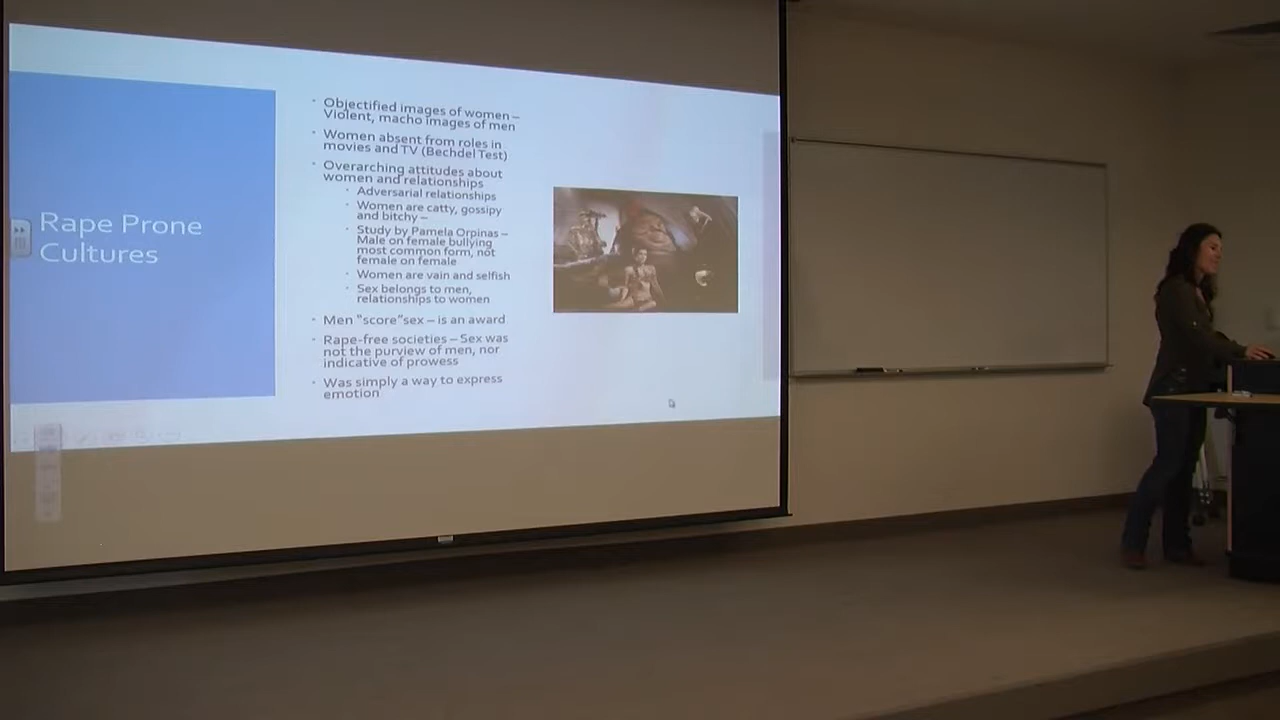 Rape Prone
Cultures
Objectified images of women –
Violent, macho images of men
Women absent from roles in
movies and TV (Bechdel Test)
Overarching attitudes about
women and relationships
Adversarial relationships
Women are catty, gossipy
and bitchy –
Study by Pamela Orpinas –
Male on female bullying
most common form, not
female on female
Women are vain and selfish
Sex belongs to men,
relationships to women
Men "score"sex – is an award
Rape-free societies – Sex was
not the purview of men, nor
indicative of prowess
Was simply a way to express
emotion